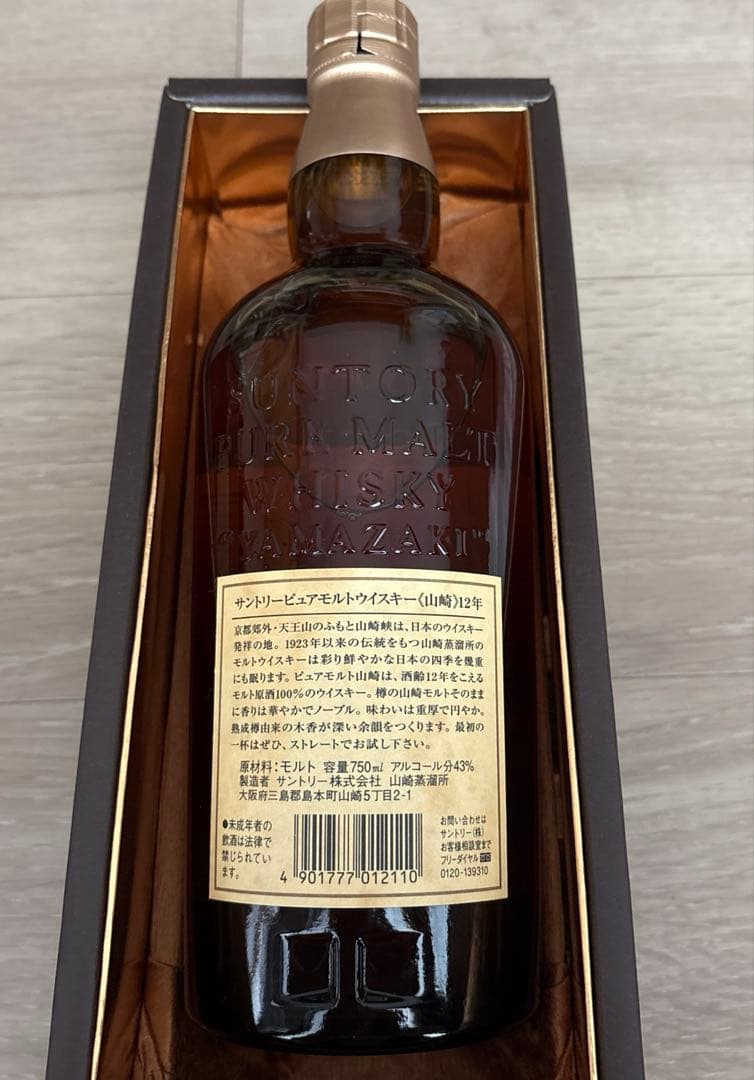 SUNTORY
PURE MALT
WHISKY
"YAMAZAKI"
サントリーピュアモルトウイスキー《山崎》12年
京都郊外・天王山のふもと山崎峡は、日本のウイスキー
発祥の地。1923年以来の伝統をもつ山崎蒸溜所の
モルトウイスキーは彩り鮮やかな日本の四季を幾重
にも眠ります。ピュアモルト山崎は、酒齢12年をこえる
モルト原酒100%のウイスキー。樽の山崎モルトそのまま
に香りは華やかでノーブル。味わいは重厚で円やか。
熟成樽由来の木香が深い余韻をつくります。最初の
一杯はぜひ、ストレートでお試し下さい。
原材料:モルト 容量750ml アルコール分43%
製造者 サントリー株式会社 山崎蒸溜所
大阪府三島郡島本町山崎5丁目2-1
●未成年者の
飲酒は法律で
禁じられてい
ます。
4 901777 012110
お問い合わせは
サントリー(株)
お客様相談室まで
フリーダイヤル
0120-139310